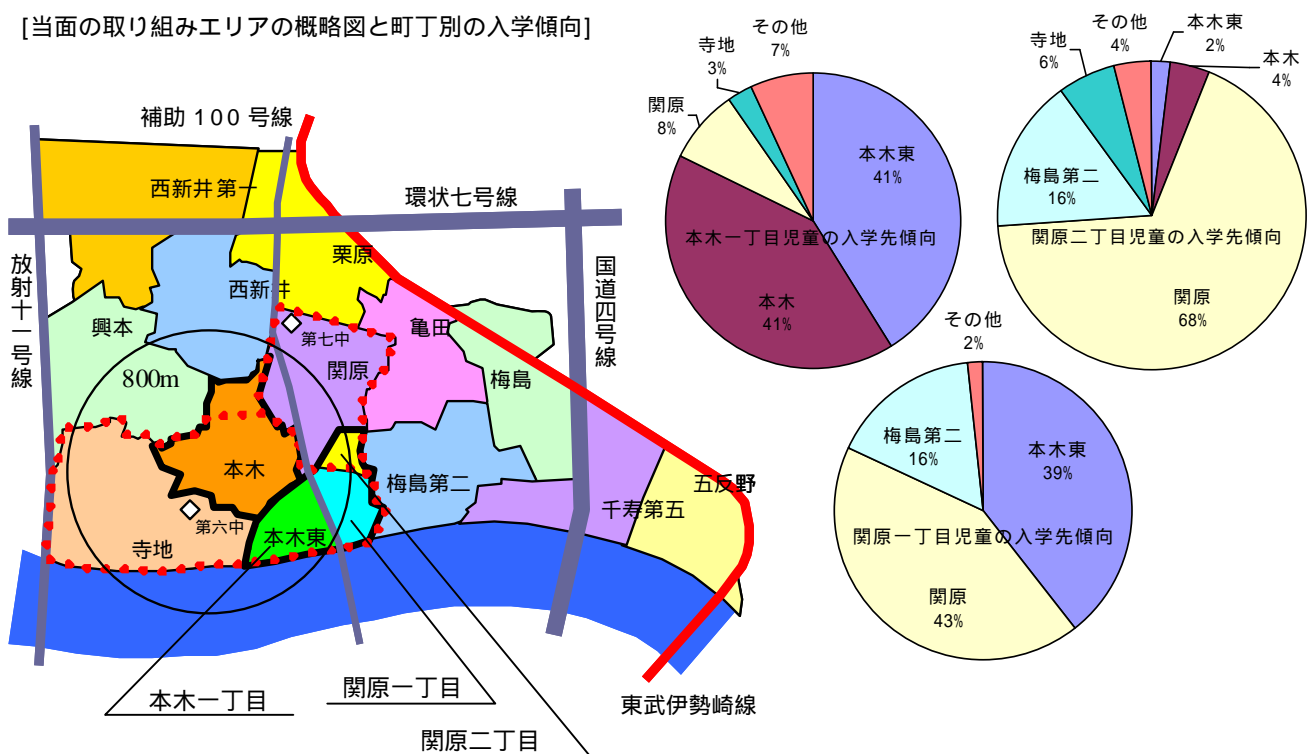 [当面の取り組みエリアの概略図と町丁別の入学傾向]
補助100号線
西新井第一
環状七号線
栗原
放射十一号線
西新井
国道四号線
興本
第七中
亀田
関原
梅島
800m
本木
梅島第二
五反野
第六中
千寿第五
寺地
本木東
本木一丁目
関原一丁目
関原二丁目
東武伊勢崎線
その他
7%
寺地
3%
関原
8%
本木東
41%
本木一丁目児童の入学先傾向
本木
41%
その他
4%
本木東
2%
寺地
6%
本木
4%
梅島第二
16%
関原二丁目児童の入学先傾向
関原
68%
その他
2%
梅島第二
16%
本木東
39%
関原一丁目児童の入学先傾向
関原
43%